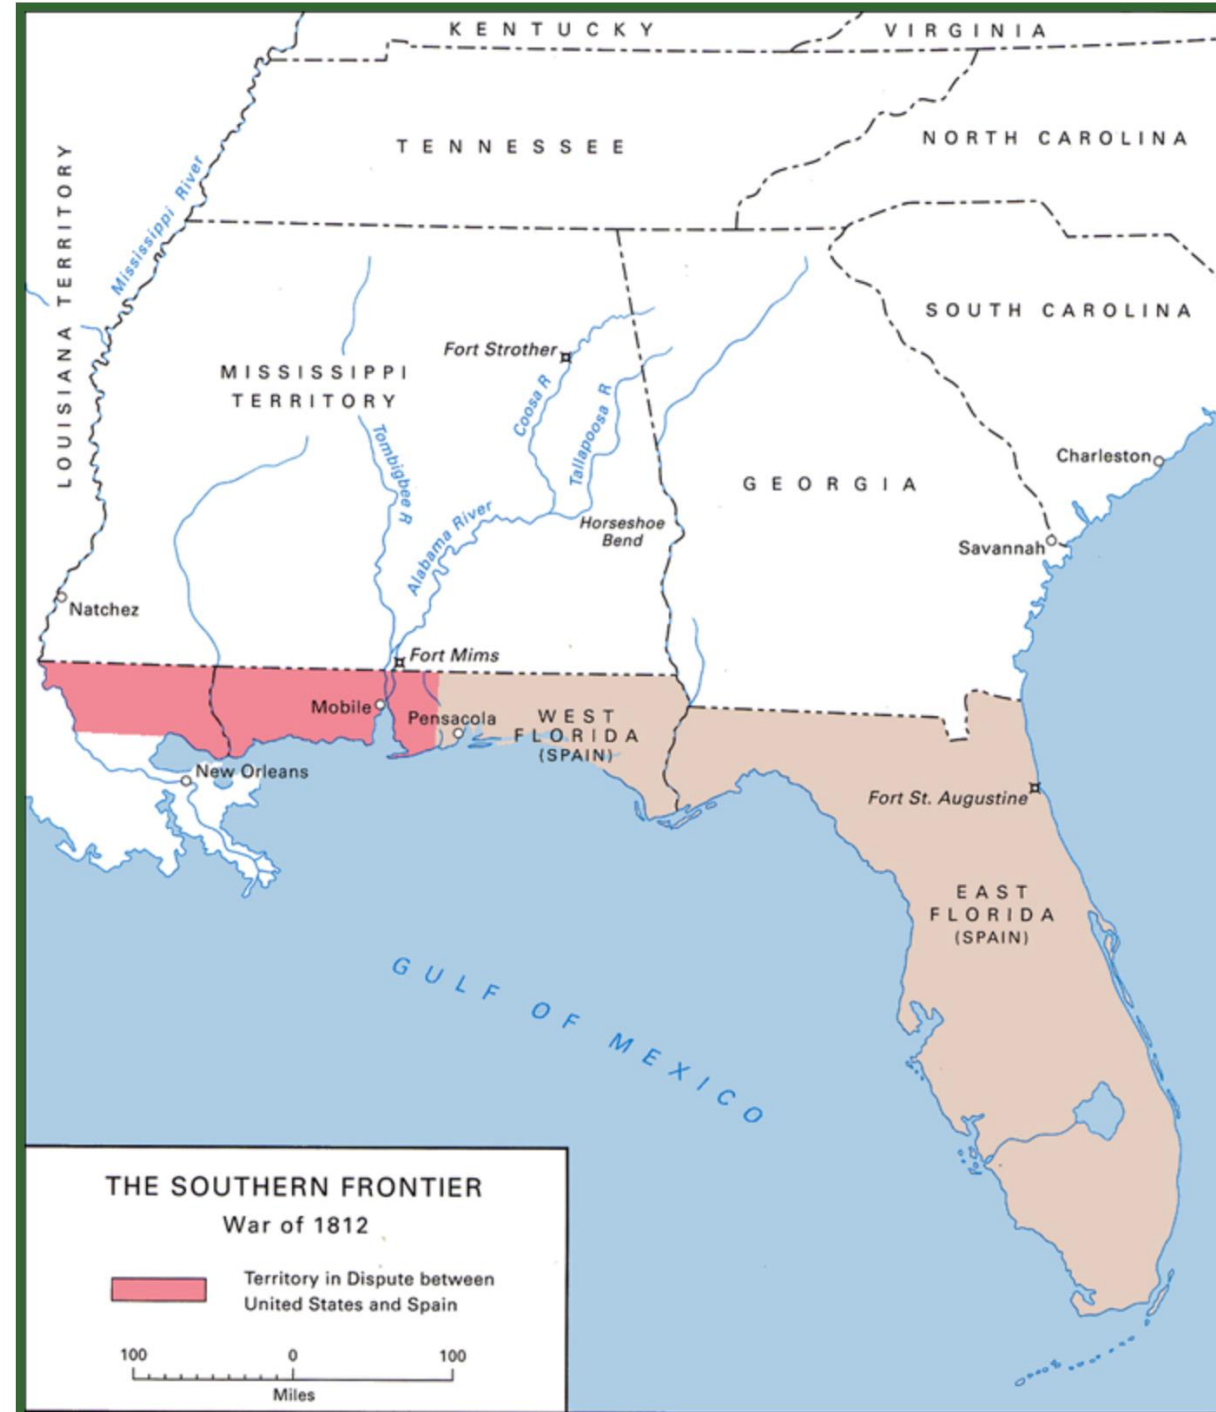 KENTUCKY
VIRGINIA
TENNESSEE
NORTH CAROLINA
LOUISIANA TERRITORY
Mississippi River
SOUTH CAROLINA
Fort Strother
MISSISSIPPI
TERRITORY
Coosa R
Tallapoosa R
Tombigbee R
Charleston
GEORGIA
Alabama River
Horseshoe
Bend
Savannah
Natchez
Fort Mims
Mobile
Pensacola
WEST
FLORIDA
(SPAIN)
New Orleans
Fort St. Augustine
EAST
FLORIDA
(SPAIN)
GULF OF MEXICO
THE SOUTHERN FRONTIER
War of 1812
Territory in Dispute between
United States and Spain
100 0 100
Miles